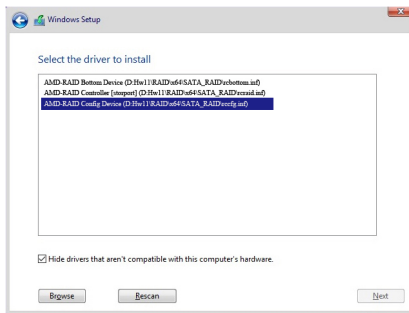 Windows Setup
Select the driver to install
AMD-RAID Bottom Device (D:Hw11\RAID\x64\SATA_RAID\rcbottom.inf)
AMD-RAID Controller [storport] (D:Hw11\RAID\x64\SATA_RAID\rcraid.inf)
AMD-RAID Config Device (D:Hw11\RAID\x64\SATA_RAID\rccfg.inf)
Hide drivers that aren't compatible with this computer's hardware.
Browse
Rescan
Next